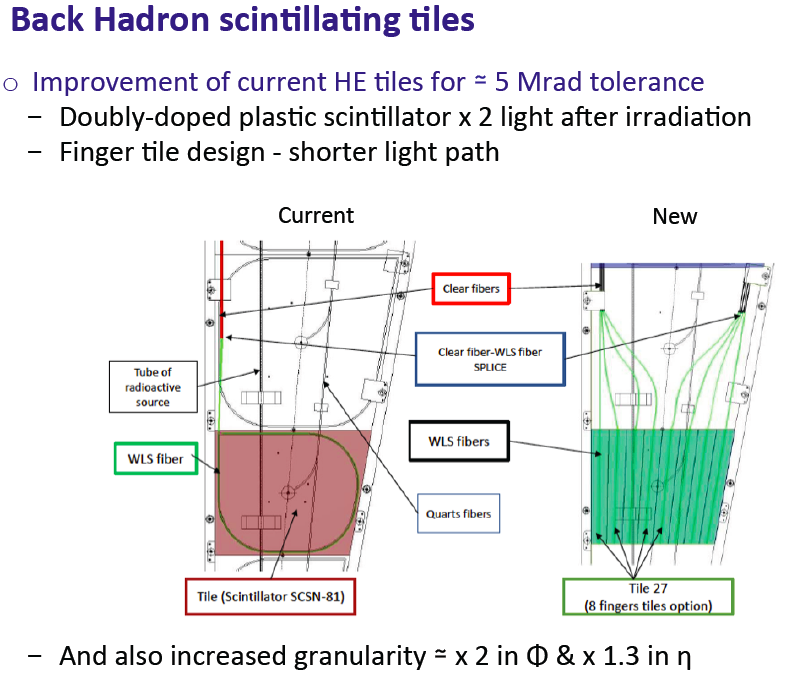 Back Hadron scintillating tiles
o Improvement of current HE tiles for ≃ 5 Mrad tolerance
– Doubly-doped plastic scintillator x 2 light after irradiation
– Finger tile design - shorter light path
Current
New
Clear fibers
Clear fiber-WLS fiber
SPLICE
Tube of
radioactive
source
WLS fiber
WLS fibers
Quarts fibers
Tile (Scintillator SCSN-81)
Tile 27
(8 fingers tiles option)
– And also increased granularity ≃ x 2 in Φ & x 1.3 in η